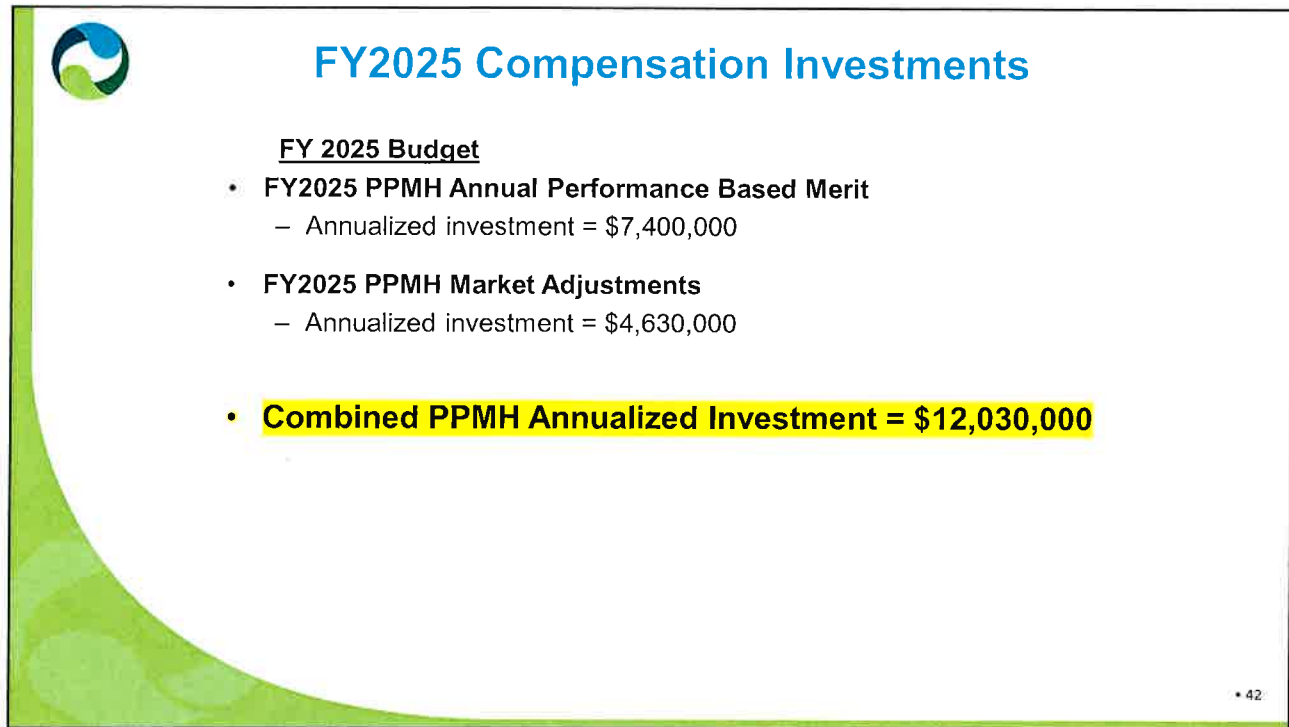 FY2025 Compensation Investments
FY 2025 Budget
• FY2025 PPMH Annual Performance Based Merit
– Annualized investment = $7,400,000
• FY2025 PPMH Market Adjustments
– Annualized investment = $4,630,000
• Combined PPMH Annualized Investment = $12,030,000
• 42